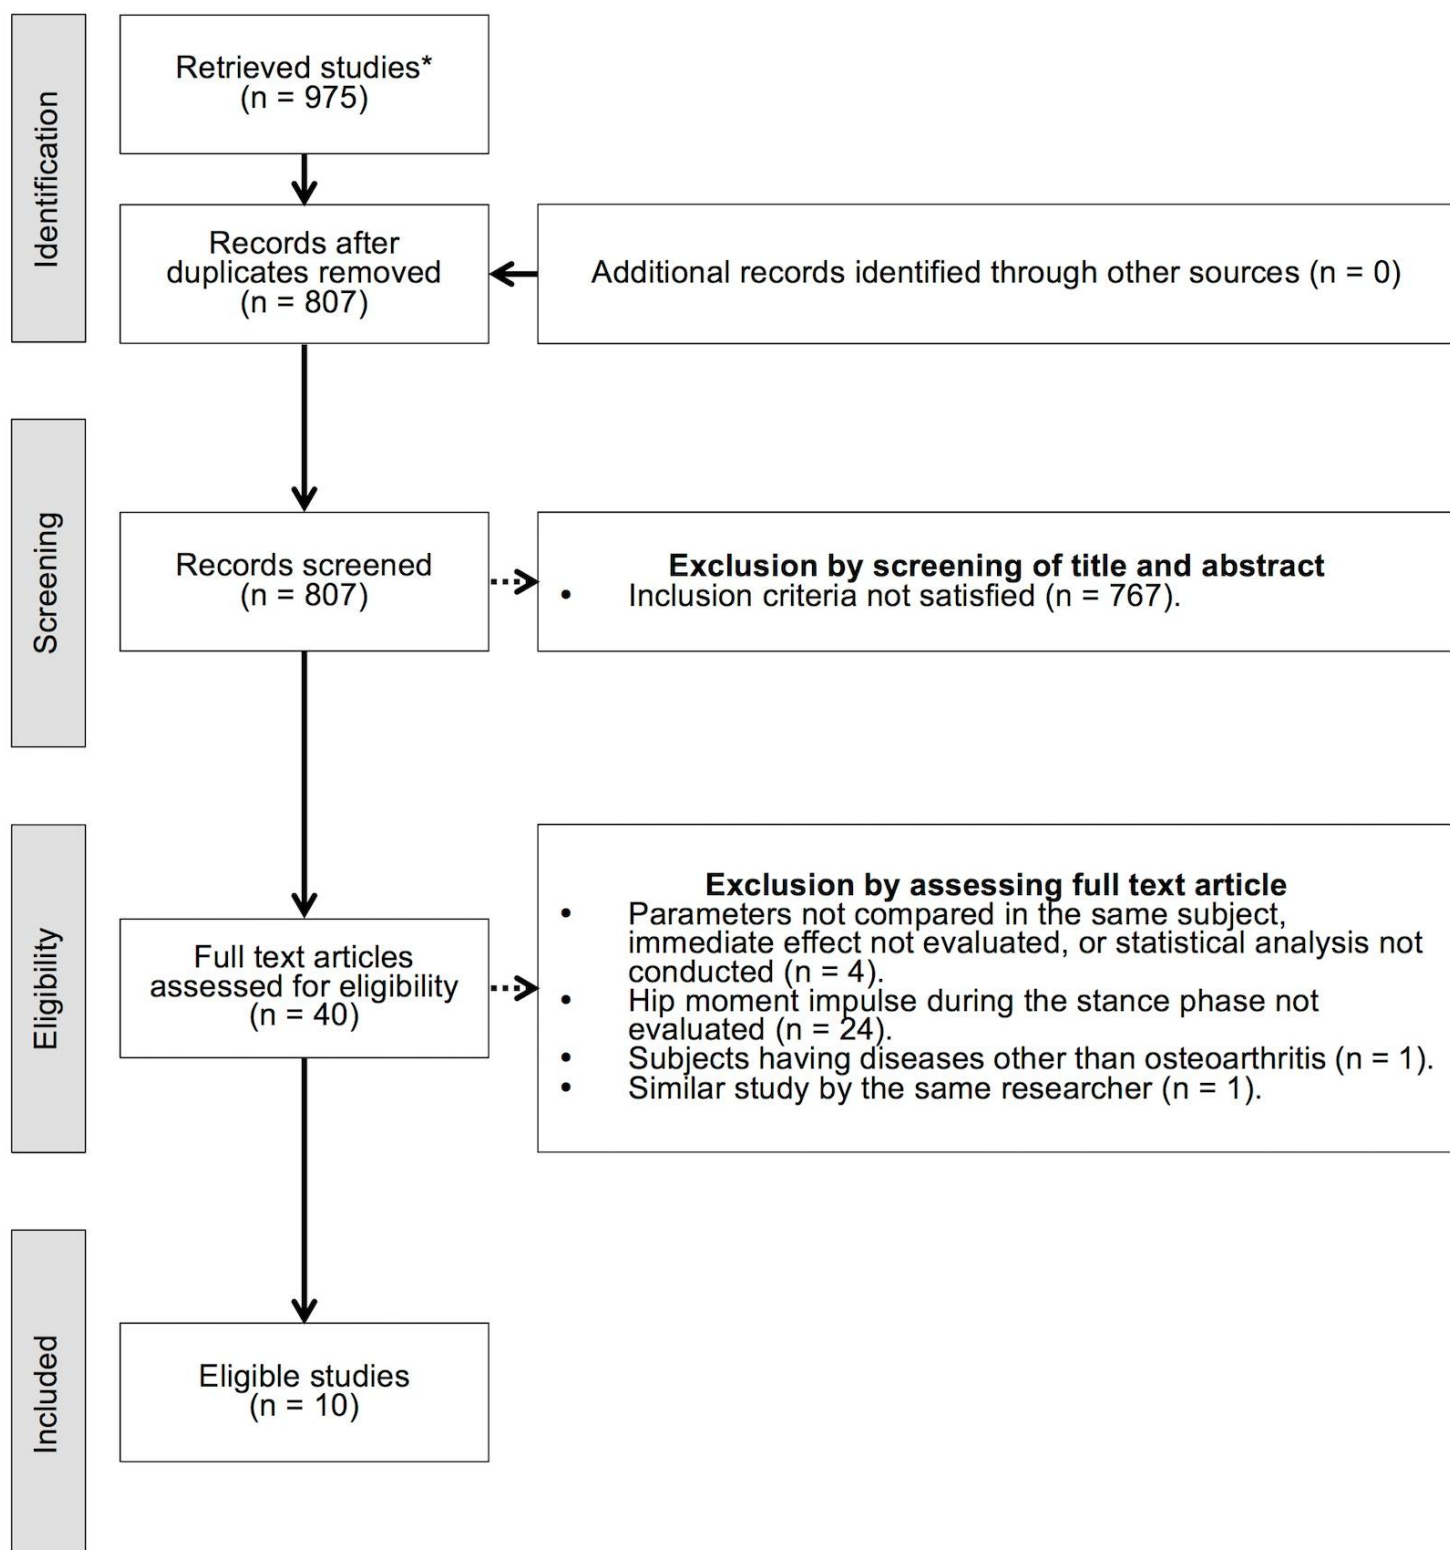 Identification
Retrieved studies*
(n = 975)
Records after
duplicates removed
(n = 807)
Additional records identified through other sources (n = 0)
Screening
Records screened
(n = 807)
Exclusion by screening of title and abstract
• Inclusion criteria not satisfied (n = 767).
Eligibility
Full text articles
assessed for eligibility
(n = 40)
Exclusion by assessing full text article
• Parameters not compared in the same subject,
immediate effect not evaluated, or statistical analysis not
conducted (n = 4).
• Hip moment impulse during the stance phase not
evaluated (n = 24).
• Subjects having diseases other than osteoarthritis (n = 1).
• Similar study by the same researcher (n = 1).
Included
Eligible studies
(n = 10)